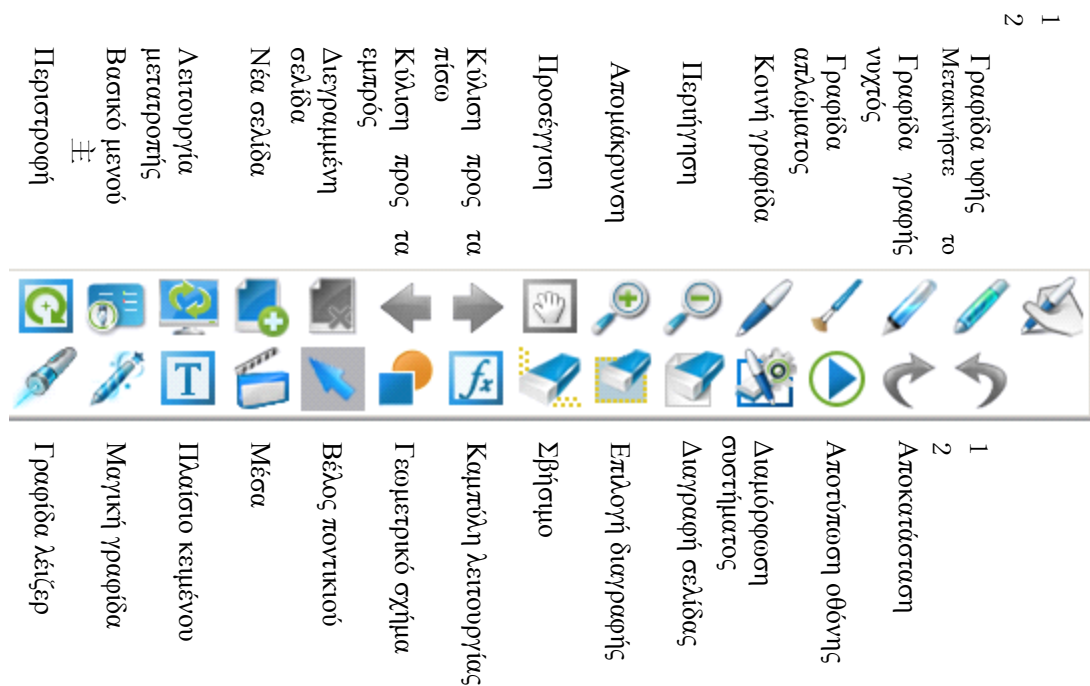 1
2
Γραφίδα υφής
Μετακινήστε το
Γραφίδα γραφής
νυχτός
Γραφίδα
απλώματος
Κοινή γραφίδα
Περιήγηση
Απομάκρυνση
Προσέγγιση
Κύλιση προς τα
πίσω
Κύλιση προς τα
εμπρός
Διεγραμμένη
σελίδα
Νέα σελίδα
Λειτουργία
μετατροπής
Βασικό μενού
主
Περιστροφή
fx
T
1
2
Αποκατάσταση
Αποτύπωση οθόνης
Διαμόρφωση
συστήματος
Διαγραφή σελίδας
Επιλογή διαγραφής
Σβήσιμο
Καμπύλη λειτουργίας
Γεωμετρικό σχήμα
Βέλος ποντικιού
Μέσα
Πλαίσιο κειμένου
Μαγική γραφίδα
Γραφίδα λέιζερ